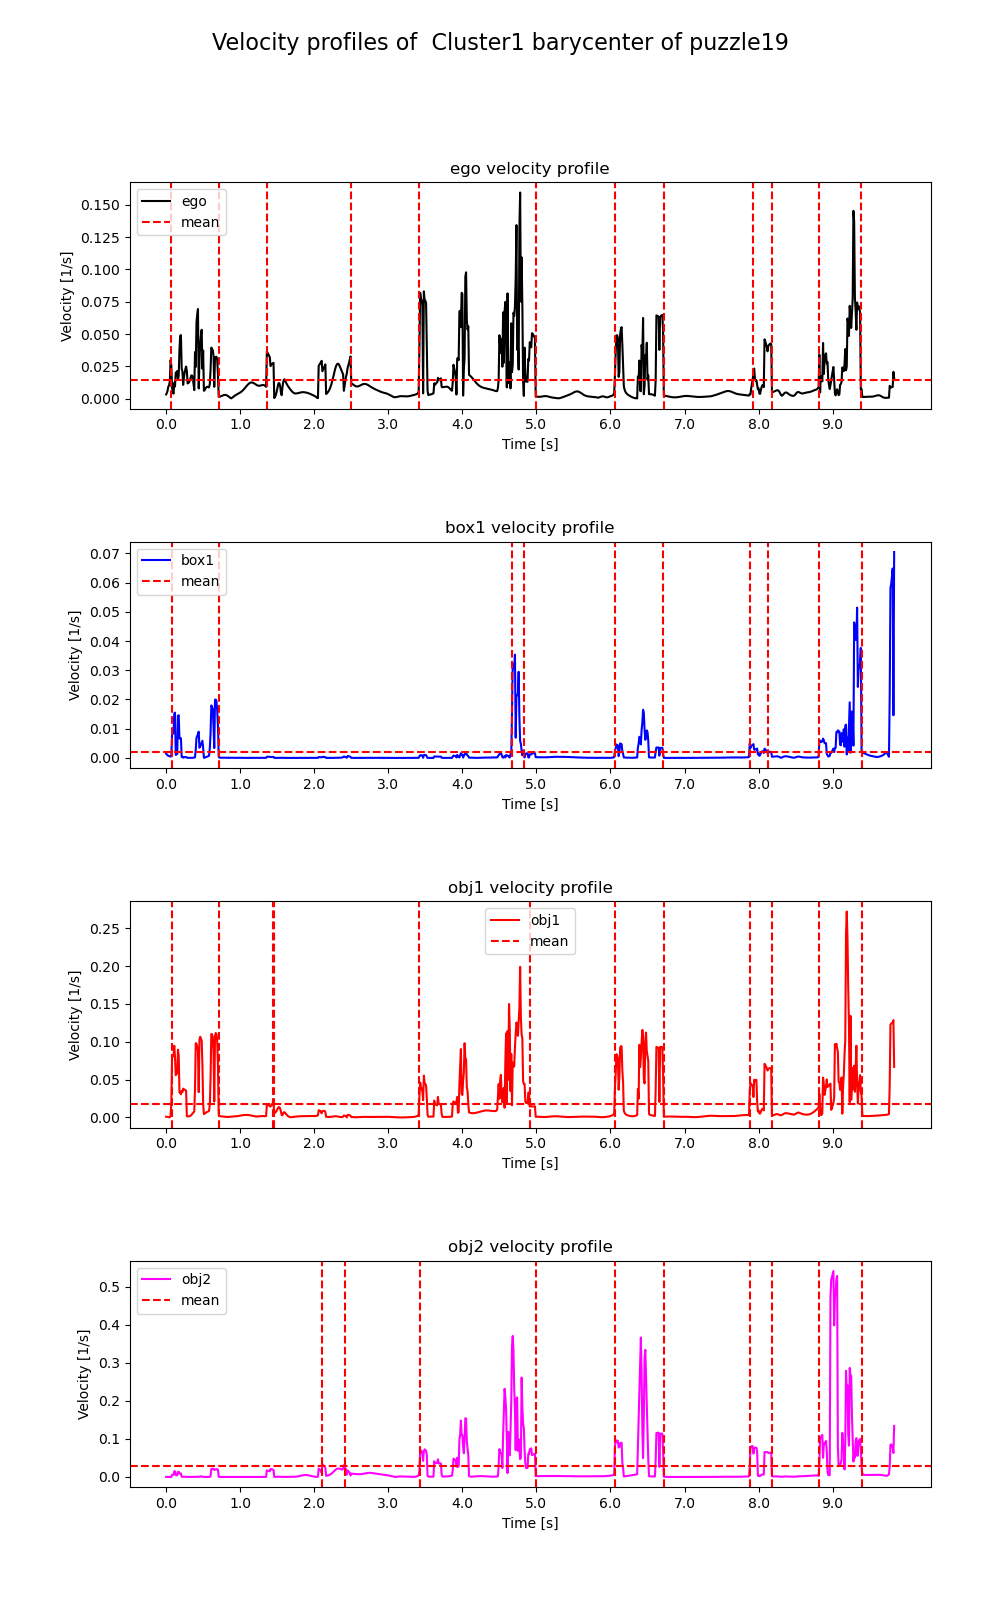 Velocity profiles of  Cluster1 barycenter of puzzle19
ego velocity profile
Velocity [1/s]
0.150
0.125
0.100
0.075
0.050
0.025
0.000
ego
mean
0.0 1.0 2.0 3.0 4.0 5.0 6.0 7.0 8.0 9.0
Time [s]
box1 velocity profile
Velocity [1/s]
0.07
0.06
0.05
0.04
0.03
0.02
0.01
0.00
box1
mean
0.0 1.0 2.0 3.0 4.0 5.0 6.0 7.0 8.0 9.0
Time [s]
obj1 velocity profile
Velocity [1/s]
0.25
0.20
0.15
0.10
0.05
0.00
obj1
mean
0.0 1.0 2.0 3.0 4.0 5.0 6.0 7.0 8.0 9.0
Time [s]
obj2 velocity profile
Velocity [1/s]
0.5
0.4
0.3
0.2
0.1
0.0
obj2
mean
0.0 1.0 2.0 3.0 4.0 5.0 6.0 7.0 8.0 9.0
Time [s]